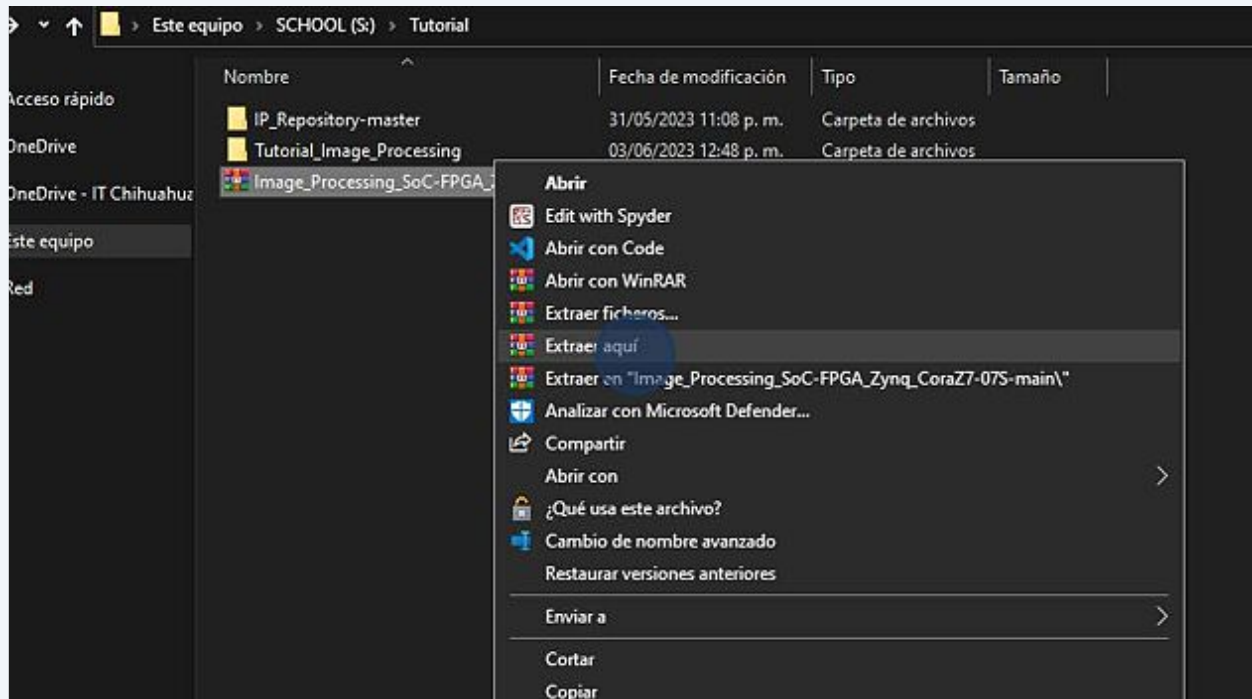 Este equipo > SCHOOL (S:) > Tutorial
Nombre Fecha de modificación Tipo Tamaño
Acceso rápido
OneDrive
OneDrive - IT Chihuahua
Este equipo
Red
IP_Repository-master 31/05/2023 11:08 p. m. Carpeta de archivos
Tutorial_Image_Processing 03/06/2023 12:48 p. m. Carpeta de archivos
Image_Processing_SoC-FPGA_
Abrir
Edit with Spyder
Abrir con Code
Abrir con WinRAR
Extraer ficheros...
Extraer aquí
Extraer en "Image_Processing_SoC-FPGA_Zynq_CoraZ7-07S-main\"
Analizar con Microsoft Defender...
Compartir
Abrir con
¿Qué usa este archivo?
Cambio de nombre avanzado
Restaurar versiones anteriores
Enviar a
Cortar
Copiar